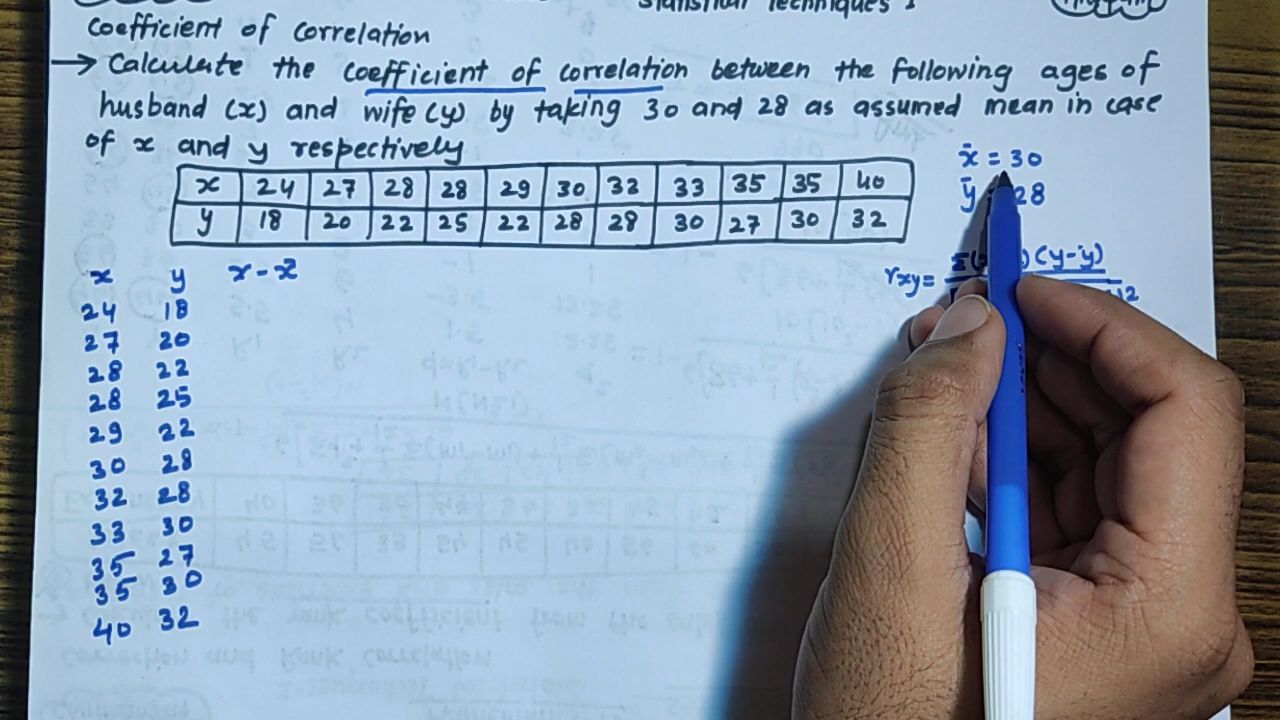 Statistical Techniques I
Coefficient of Correlation
→ Calculate the coefficient of correlation between the following ages of
husband (x) and wife (y) by taking 30 and 28 as assumed mean in case
of x and y respectively
x 24 27 28 28 29 30 32 33 35 35 40
y 18 20 22 25 22 28 28 30 27 30 32
x̄ = 30
ȳ = 28
x y x - x̄
24 18
27 20
28 22
28 25
29 22
30 28
32 28
33 30
35 27
35 30
40 32
rxy = Σ( ) (y-ȳ)